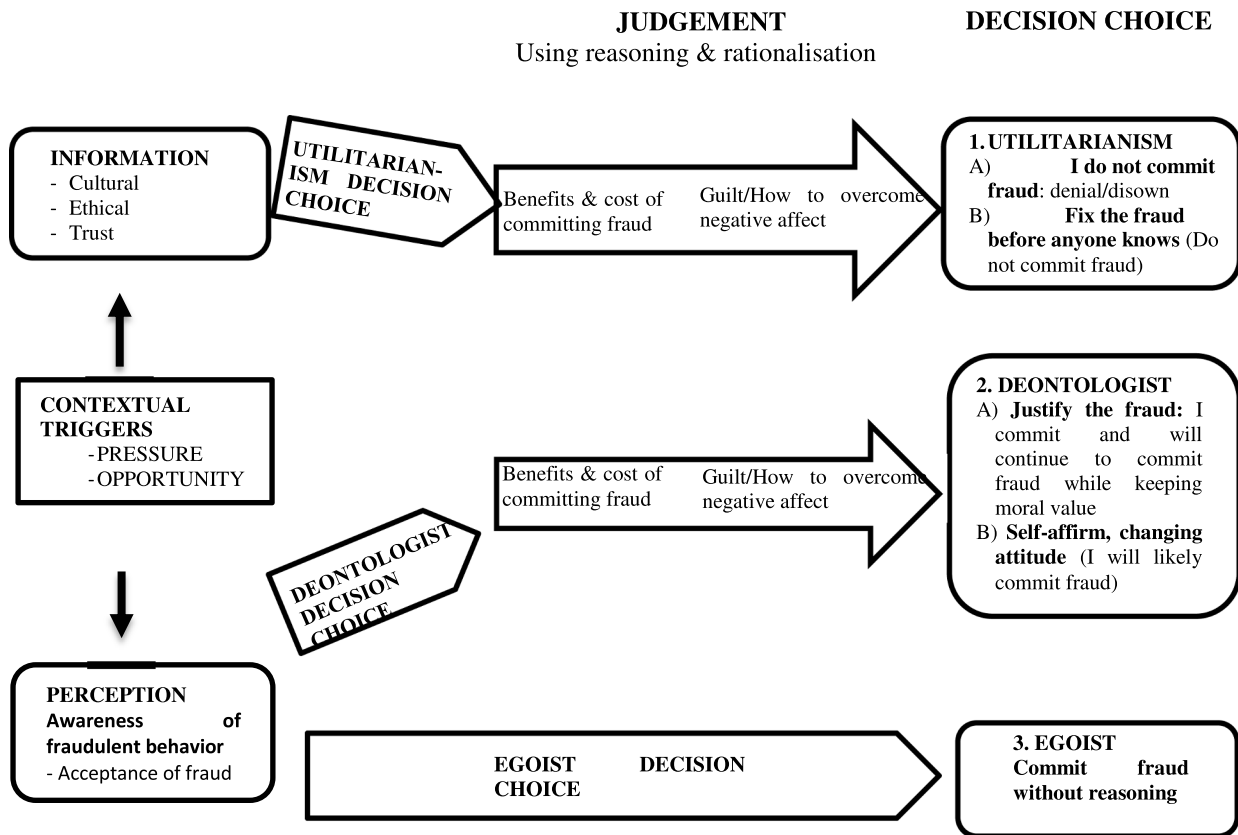 JUDGEMENT
Using reasoning & rationalisation
DECISION CHOICE
INFORMATION
- Cultural
- Ethical
- Trust
UTILITARIAN-
ISM DECISION
CHOICE
Benefits & cost of
committing fraud
Guilt/How to overcome
negative affect
1. UTILITARIANISM
A) I do not commit
fraud: denial/disown
B) Fix the fraud
before anyone knows (Do
not commit fraud)
CONTEXTUAL
TRIGGERS
-PRESSURE
-OPPORTUNITY
DEONTOLOGIST
DECISION
CHOICE
Benefits & cost of
committing fraud
Guilt/How to overcome
negative affect
2. DEONTOLOGIST
A) Justify the fraud: I
commit and will
continue to commit
fraud while keeping
moral value
B) Self-affirm, changing
attitude (I will likely
commit fraud)
PERCEPTION
Awareness of
fraudulent behavior
- Acceptance of fraud
EGOIST DECISION
CHOICE
3. EGOIST
Commit fraud
without reasoning